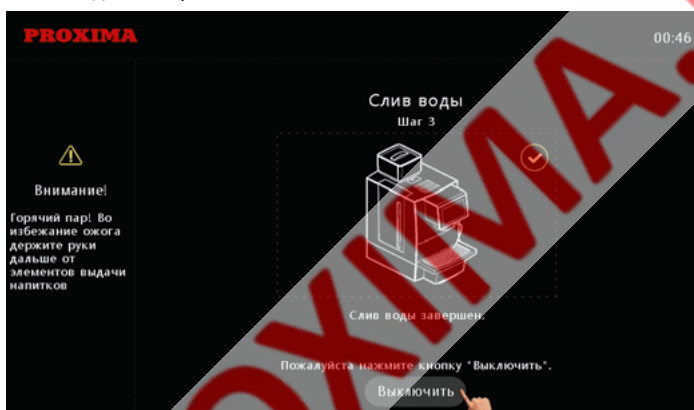 PROXIMA
00:46
Слив воды
Шаг 3
Внимание!
Горячий пар! Во
избежание ожога
держите руки
дальше от
элементов выдачи
напитков
Слив воды завершен.
Пожалуйста нажмите кнопку "Выключить".
Выключить
OXIMA.